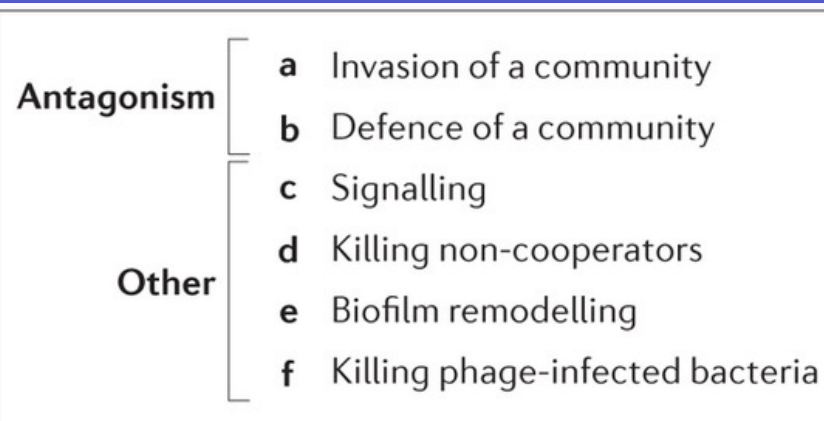 Antagonism
a Invasion of a community
b Defence of a community
Other
c Signalling
d Killing non-cooperators
e Biofilm remodelling
f Killing phage-infected bacteria